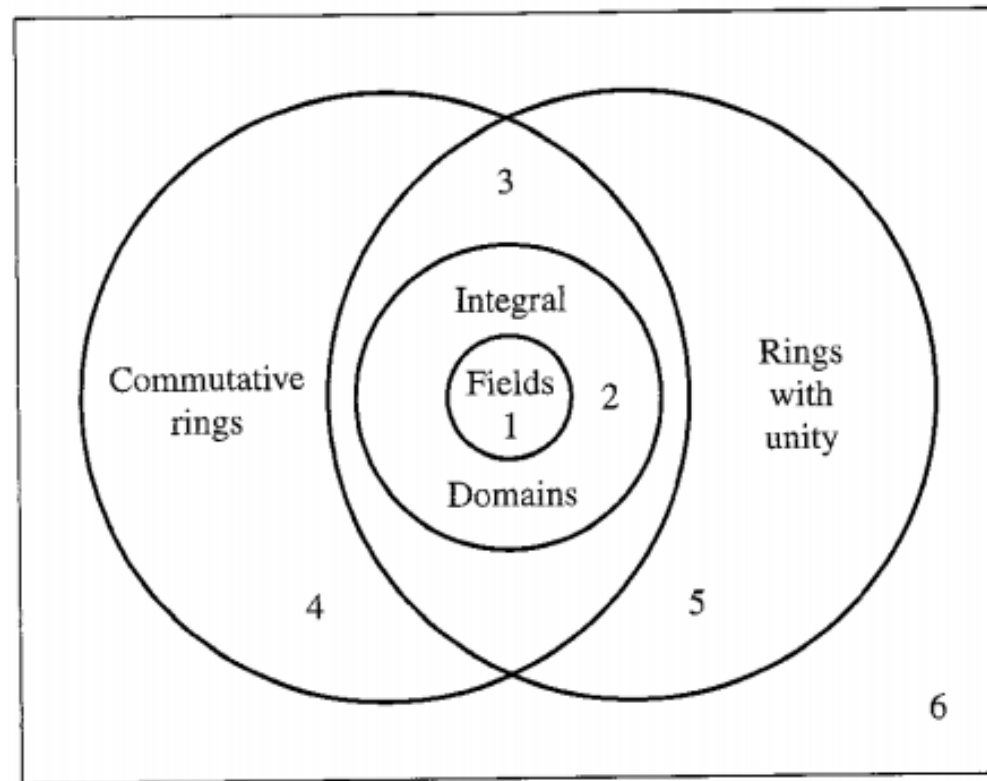 3
Integral
Commutative
rings
Fields
1
2
Rings
with
unity
Domains
4
5
6